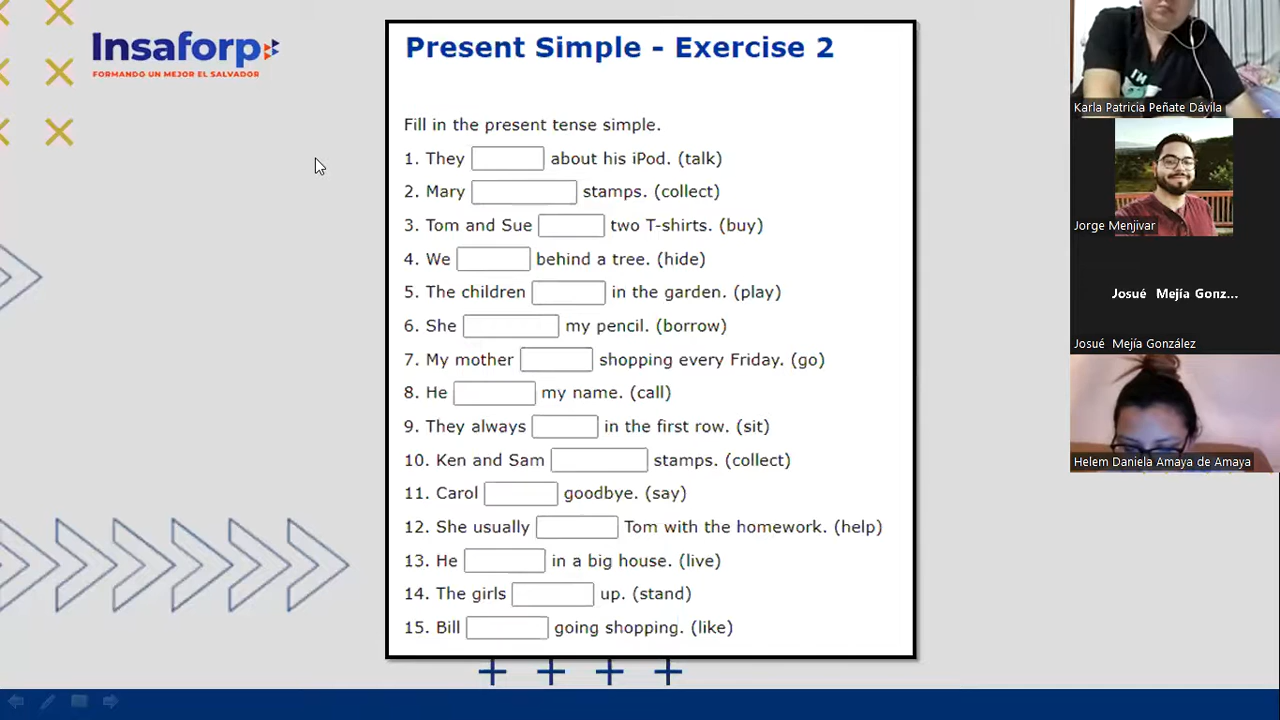 Insaforp
FORMANDO UN MEJOR EL SALVADOR
Present Simple - Exercise 2
Fill in the present tense simple.
1. They about his iPod. (talk)
2. Mary stamps. (collect)
3. Tom and Sue two T-shirts. (buy)
4. We behind a tree. (hide)
5. The children in the garden. (play)
6. She my pencil. (borrow)
7. My mother shopping every Friday. (go)
8. He my name. (call)
9. They always in the first row. (sit)
10. Ken and Sam stamps. (collect)
11. Carol goodbye. (say)
12. She usually Tom with the homework. (help)
13. He in a big house. (live)
14. The girls up. (stand)
15. Bill going shopping. (like)
Karla Patricia Peñate Dávila
Jorge Menjivar
Josué Mejía Gonz...
Josué Mejía González
Helem Daniela Amaya de Amaya